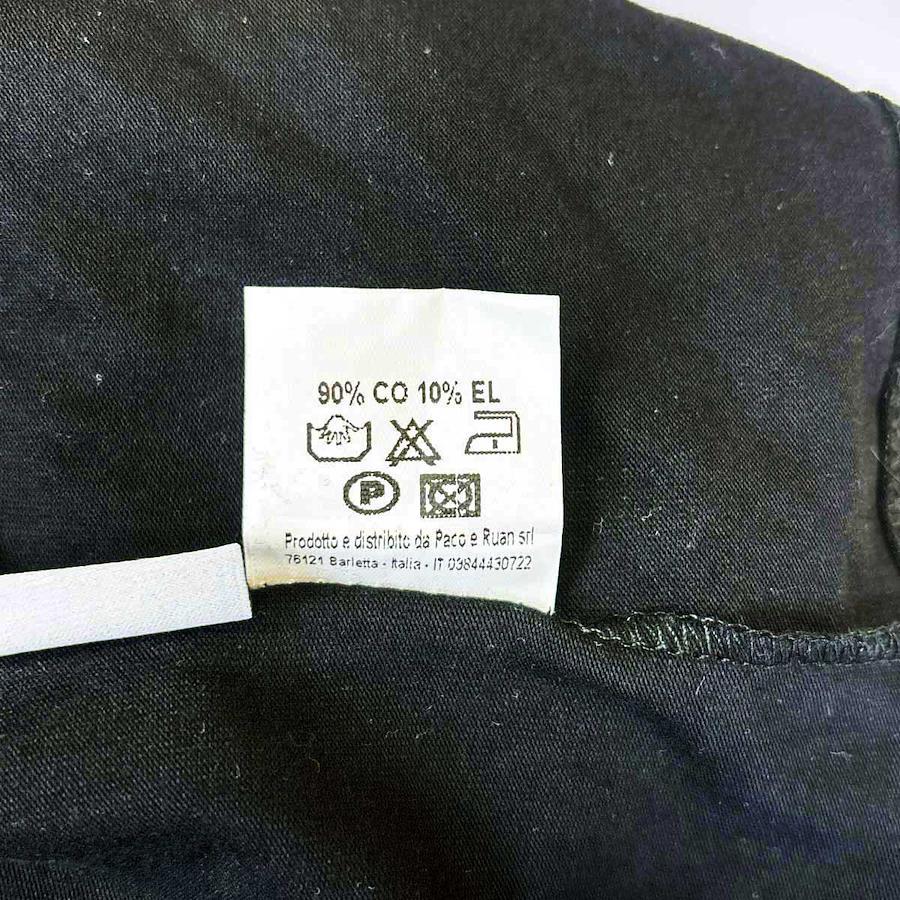 90% CO 10% EL
P
Prodotto e distribito da Paco e Ruan srl
76121 Barletta - Italia - IT 03844430722